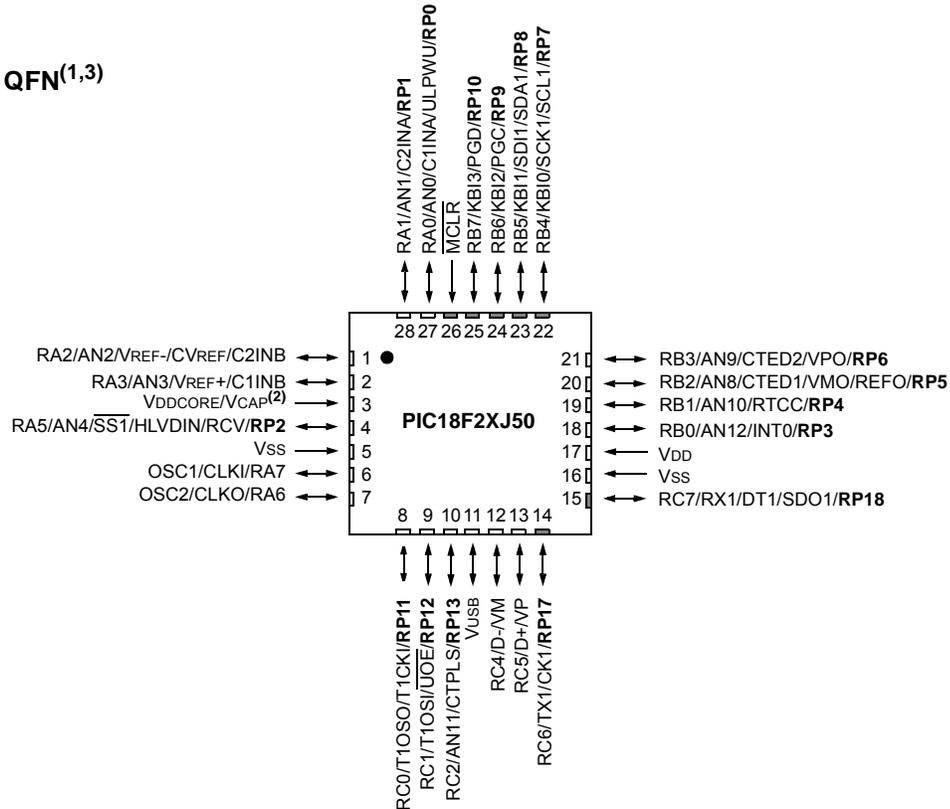 QFN(1,3)
RA1/AN1/C2INA/RP1
RA0/AN0/C1INA/ULPWU/RP0
MCLR
RB7/KBI3/PGD/RP10
RB6/KBI2/PGC/RP9
RB5/KBI1/SDI1/SDA1/RP8
RB4/KBI0/SCK1/SCL1/RP7
28 27 26 25 24 23 22
RA2/AN2/VREF-/CVREF/C2INB 1
RA3/AN3/VREF+/C1INB 2
VDDCORE/VCAP(2) 3
RA5/AN4/SS1/HLVDIN/RCV/RP2 4
VSS 5
OSC1/CLKI/RA7 6
OSC2/CLKO/RA6 7
PIC18F2XJ50
21 RB3/AN9/CTED2/VPO/RP6
20 RB2/AN8/CTED1/VMO/REFO/RP5
19 RB1/AN10/RTCC/RP4
18 RB0/AN12/INT0/RP3
17 VDD
16 VSS
15 RC7/RX1/DT1/SDO1/RP18
8 9 10 11 12 13 14
RC0/T1OSO/T1CKI/RP11
RC1/T1OSI/UOE/RP12
RC2/AN11/CTPLS/RP13
VUSB
RC4/D-/VM
RC5/D+/VP
RC6/TX1/CK1/RP17